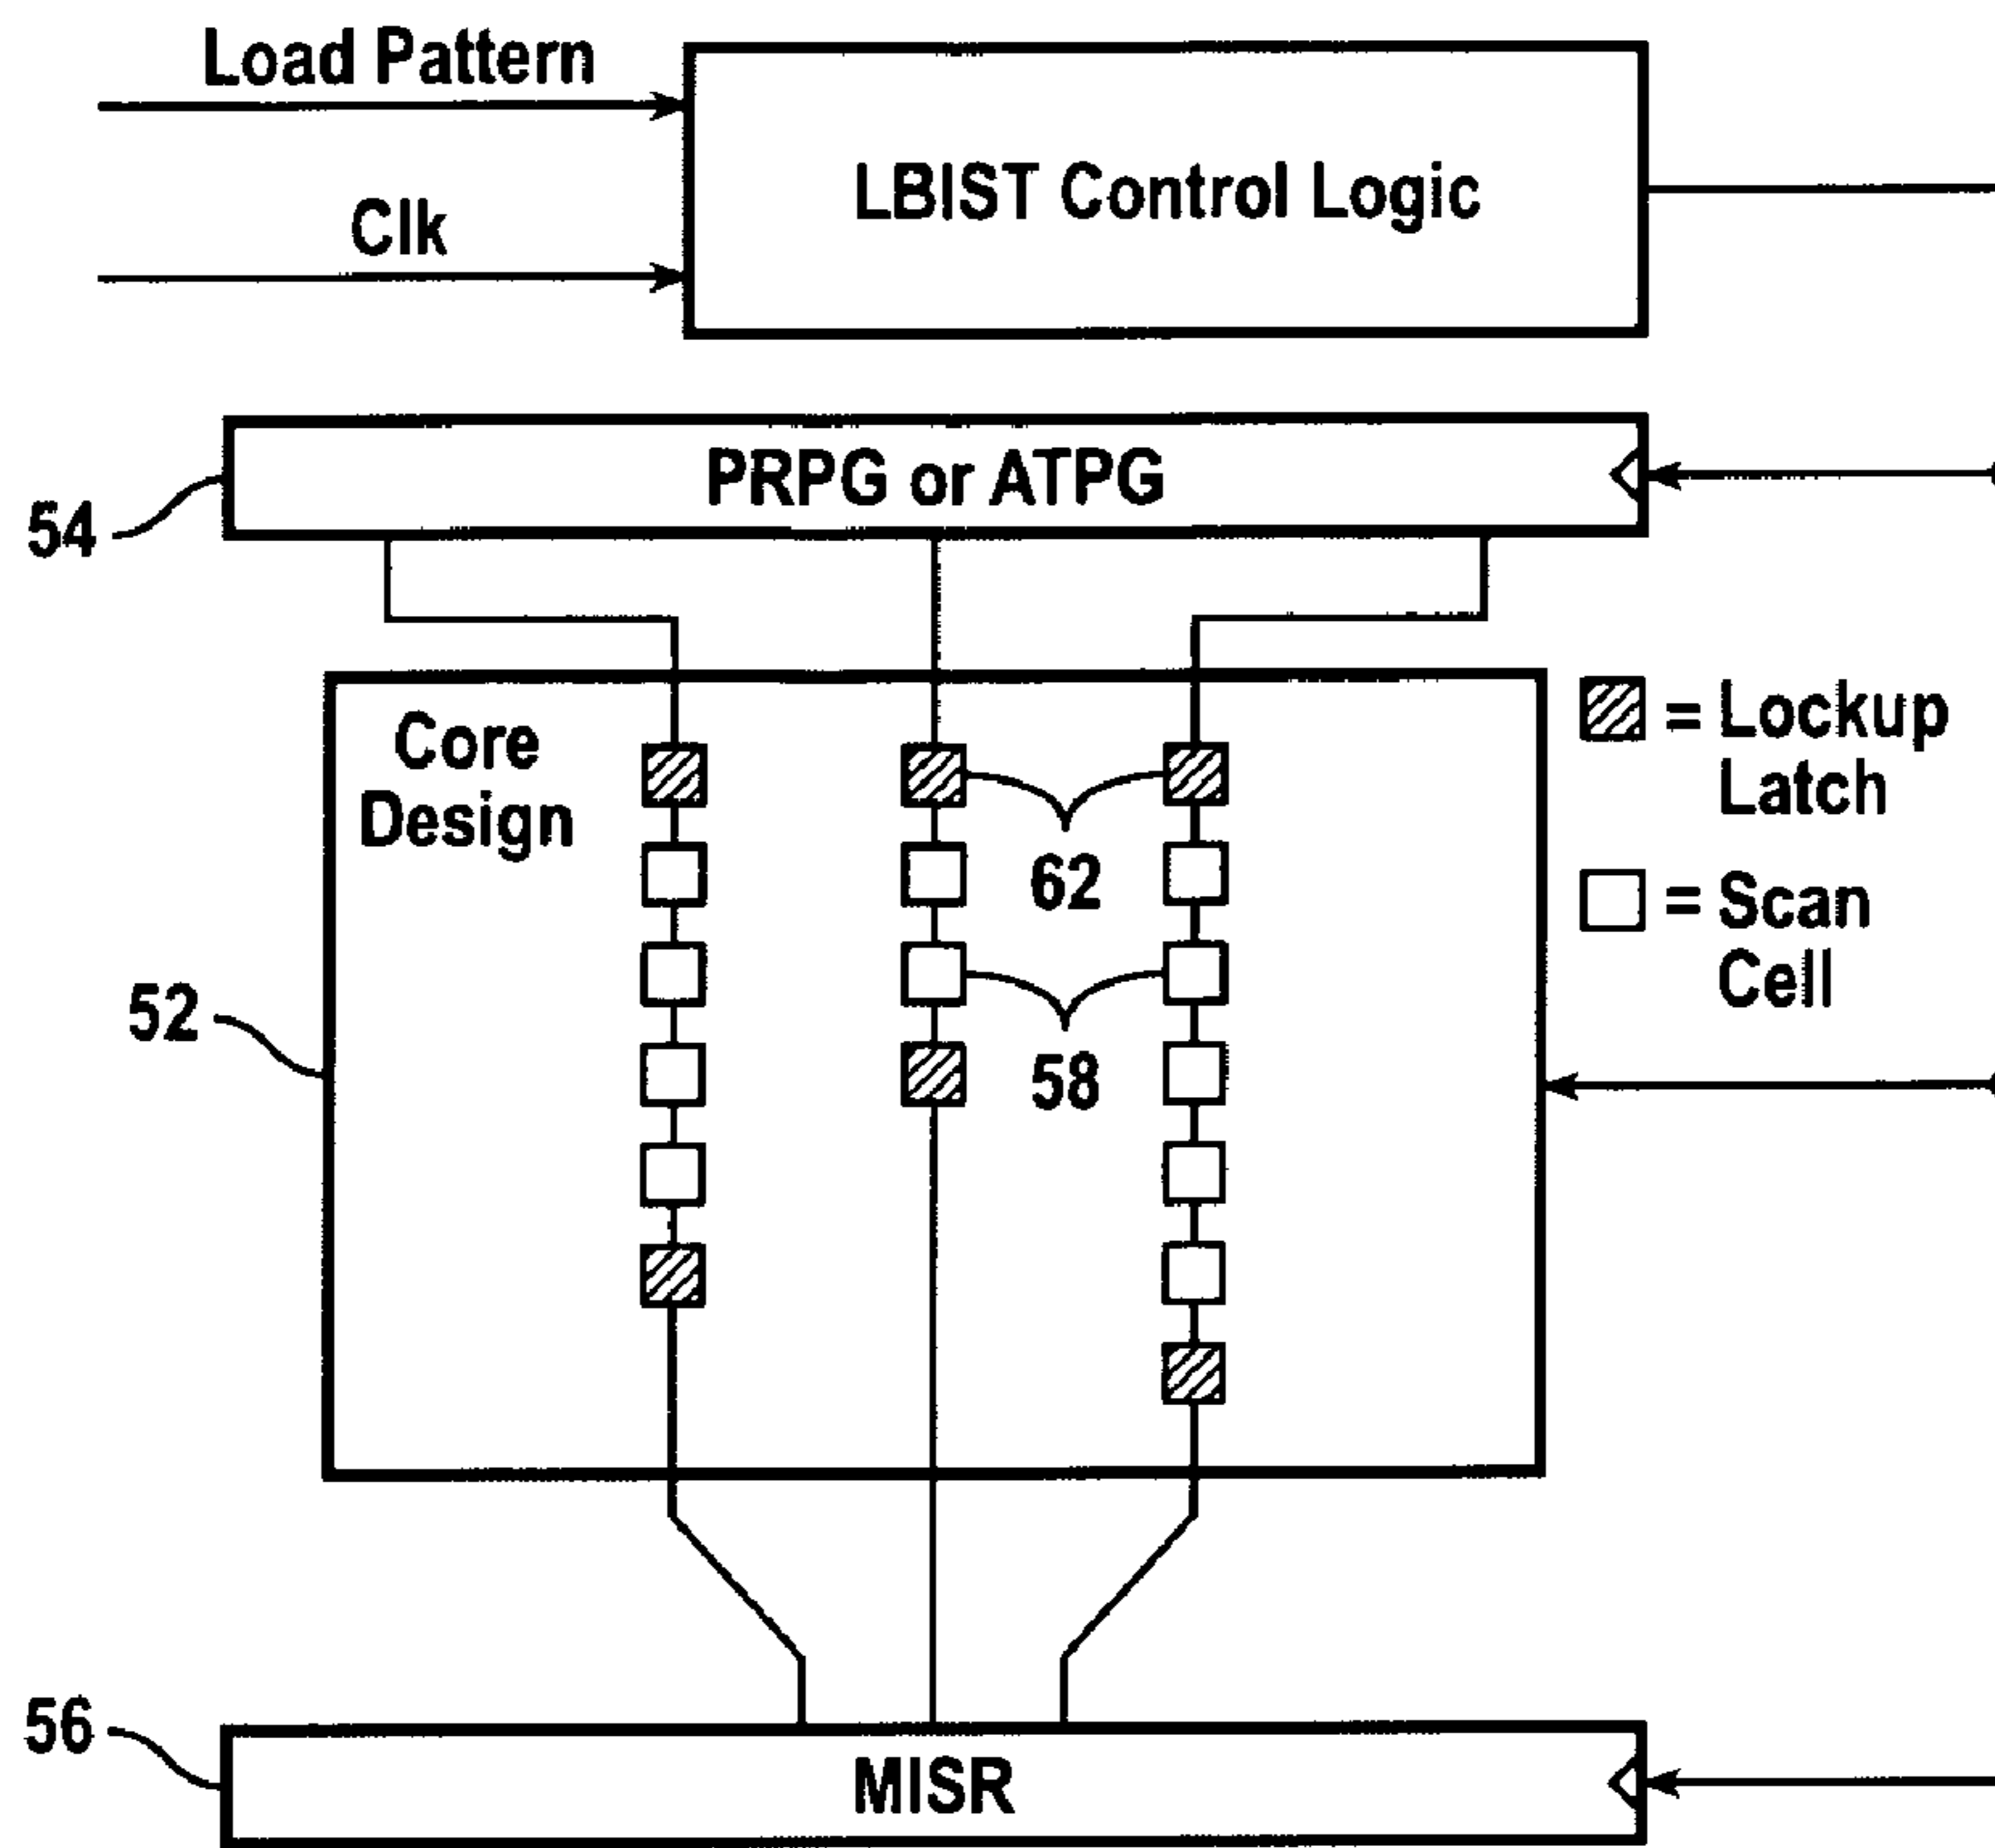 Load Pattern
Clk
LBIST Control Logic
PRPG or ATPG
54
Core
Design
= Lockup
Latch
62
= Scan
Cell
52
58
56
MISR